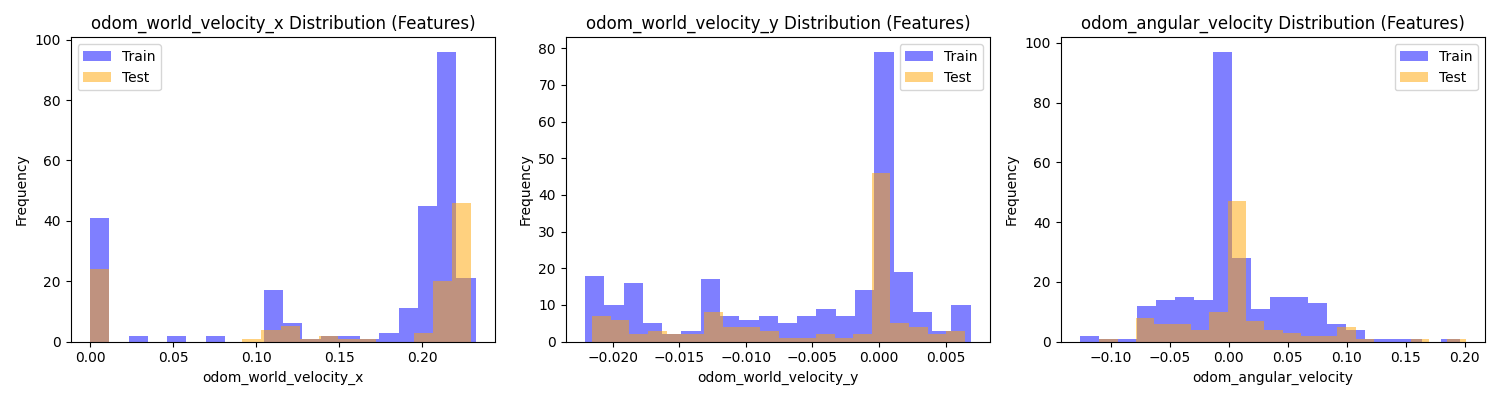 odom_world_velocity_x Distribution (Features)
100
80
60
40
20
0
Frequency
Train
Test
0.00
0.05
0.10
0.15
0.20
odom_world_velocity_x
odom_world_velocity_y Distribution (Features)
80
70
60
50
40
30
20
10
0
Frequency
Train
Test
−0.020
−0.015
−0.010
−0.005
0.000
0.005
odom_world_velocity_y
odom_angular_velocity Distribution (Features)
100
80
60
40
20
0
Frequency
Train
Test
−0.10
−0.05
0.00
0.05
0.10
0.15
0.20
odom_angular_velocity